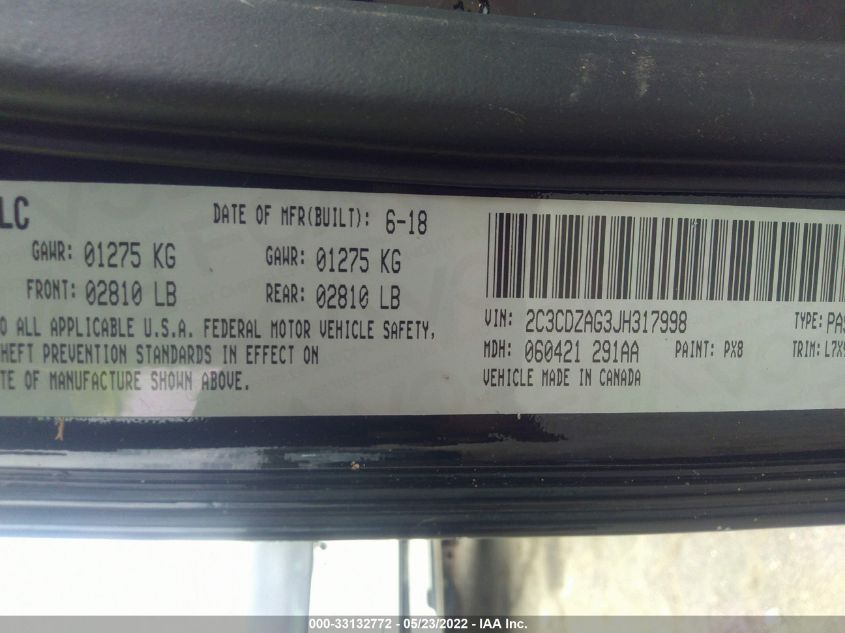 LC DATE OF MFR(BUILT): 6-18
GAWR: 01275 KG GAWR: 01275 KG
FRONT: 02810 LB REAR: 02810 LB
O ALL APPLICABLE U.S.A. FEDERAL MOTOR VEHICLE SAFETY,
HEFT PREVENTION STANDARDS IN EFFECT ON
TE OF MANUFACTURE SHOWN ABOVE.
VIN: 2C3CDZAG3JH317998 TYPE: PAS
MDH: 060421 291AA PAINT: PX8 TRIM: L7X9
VEHICLE MADE IN CANADA
000-33132772 — 05/23/2022 — IAA Inc.